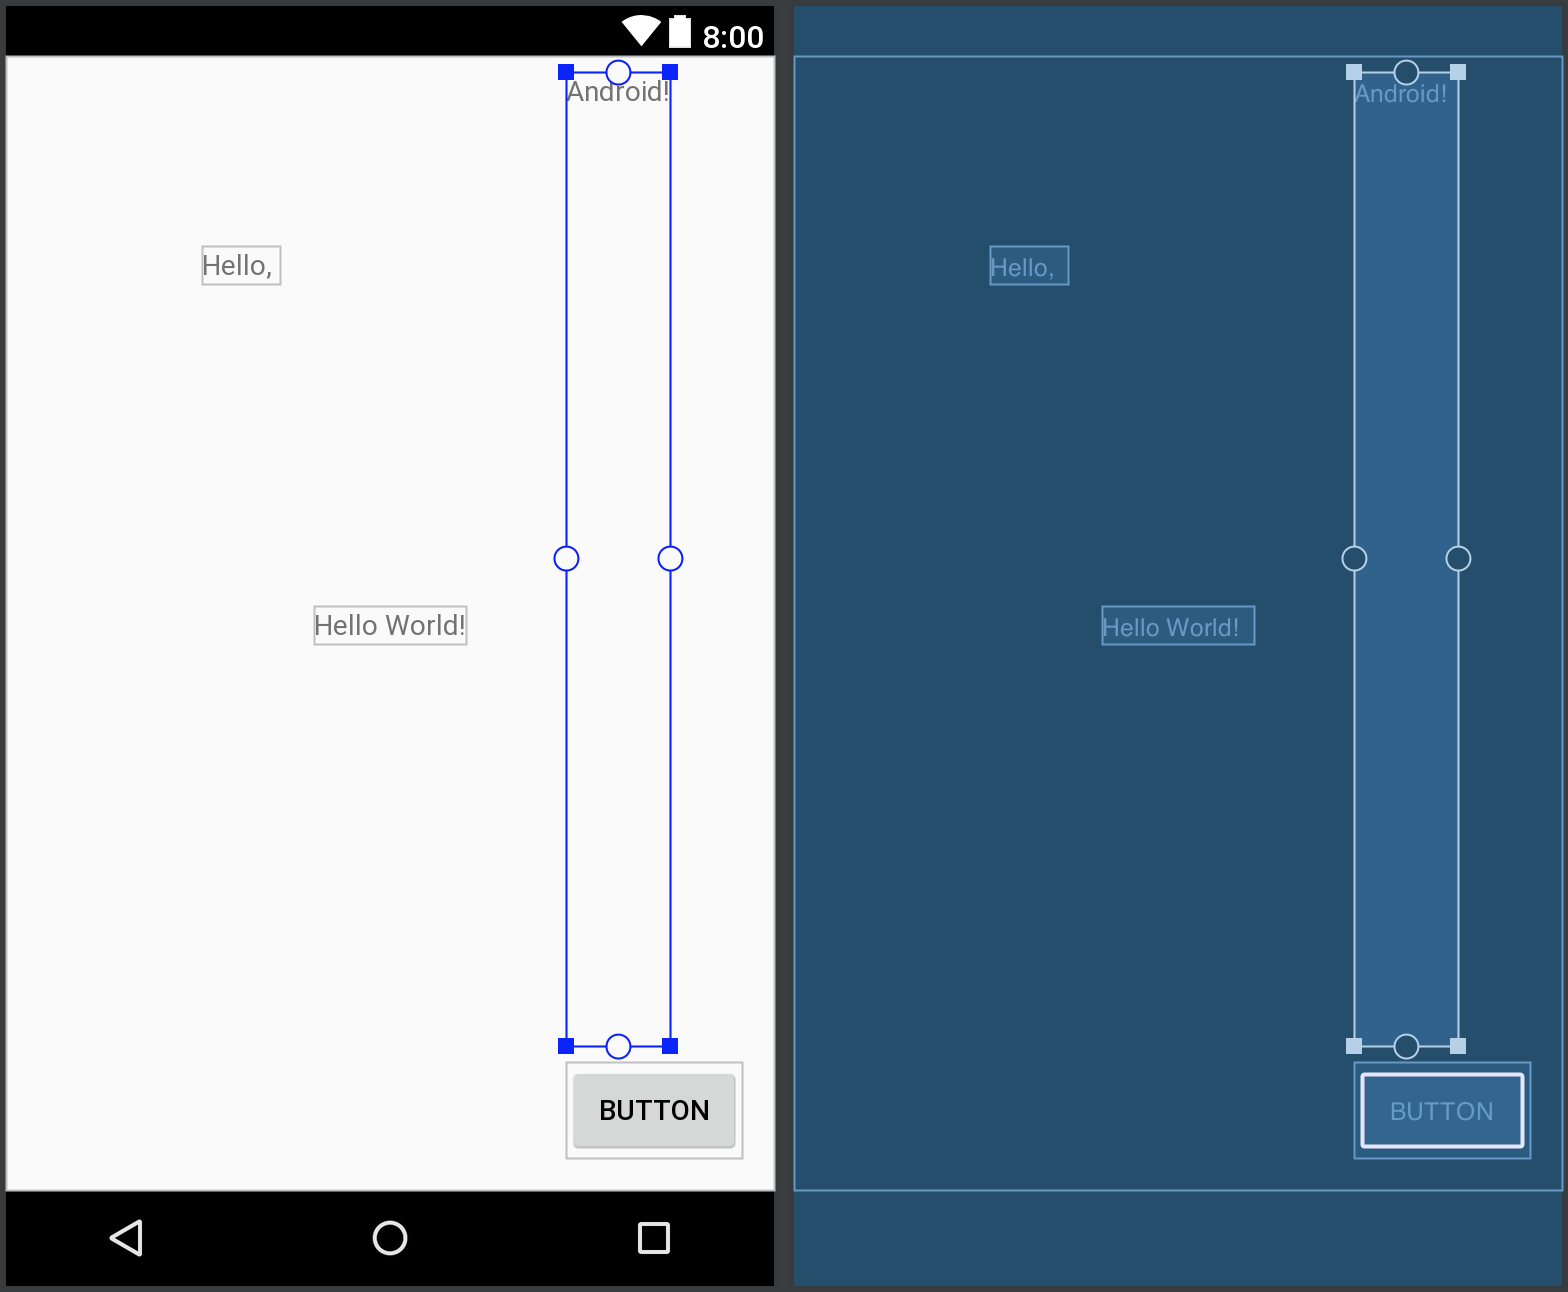 8:00
Android!
Hello,
Hello World!
BUTTON
Android!
Hello,
Hello World!
BUTTON